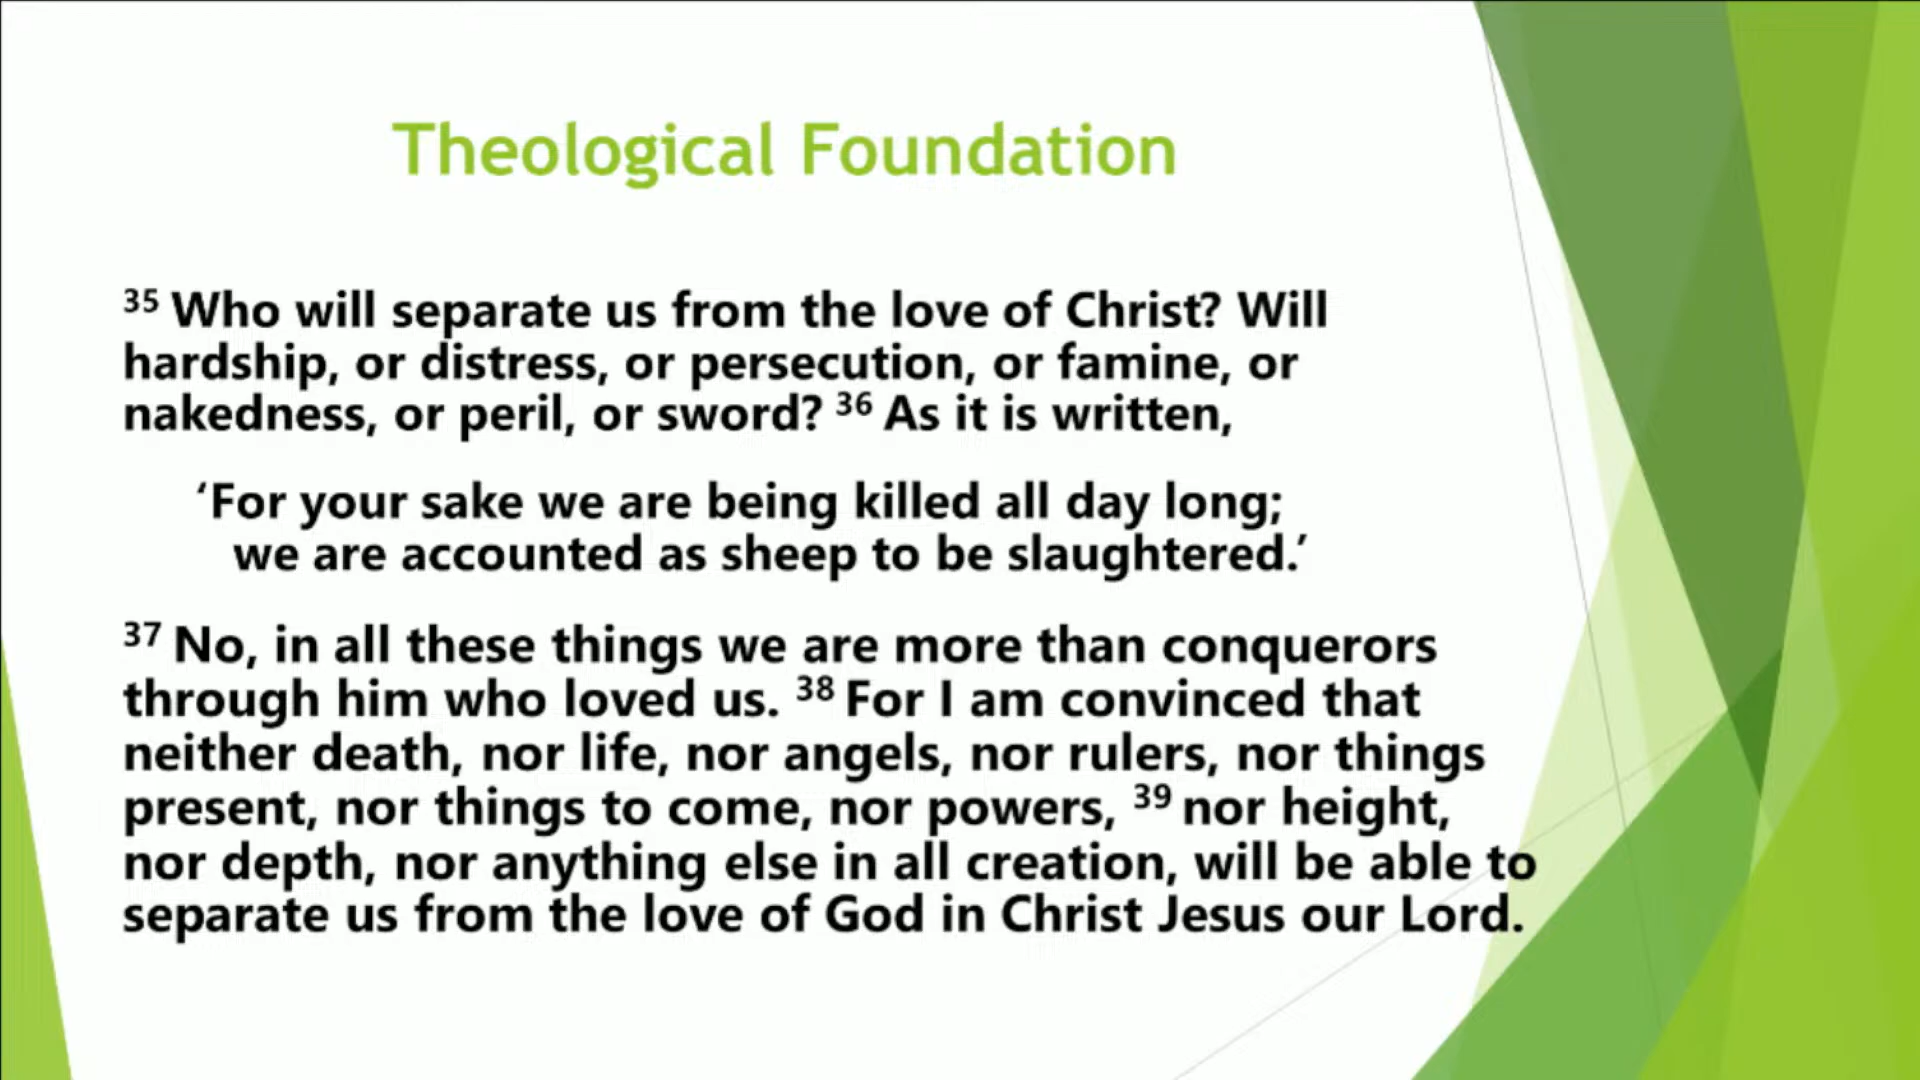 Theological Foundation
35 Who will separate us from the love of Christ? Will
hardship, or distress, or persecution, or famine, or
nakedness, or peril, or sword? 36 As it is written,
‘For your sake we are being killed all day long;
we are accounted as sheep to be slaughtered.’
37 No, in all these things we are more than conquerors
through him who loved us. 38 For I am convinced that
neither death, nor life, nor angels, nor rulers, nor things
present, nor things to come, nor powers, 39 nor height,
nor depth, nor anything else in all creation, will be able to
separate us from the love of God in Christ Jesus our Lord.